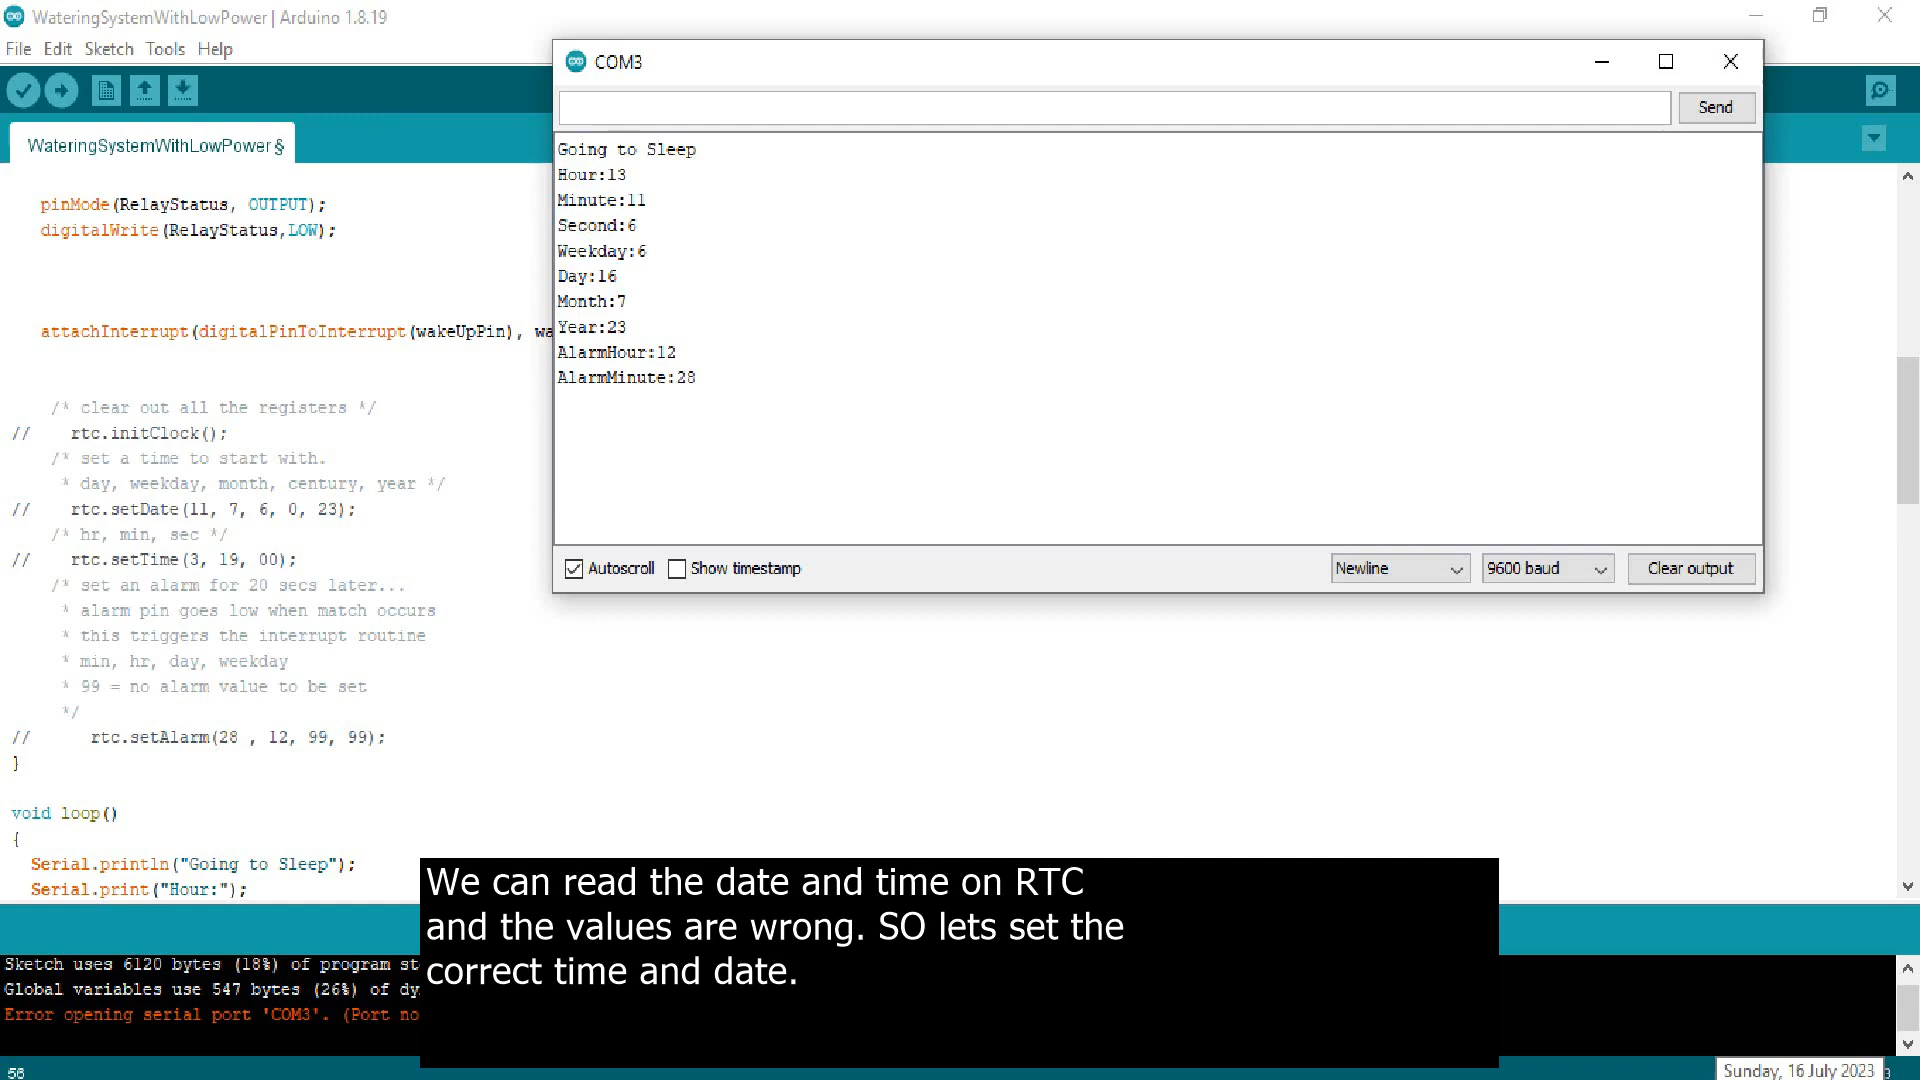 WateringSystemWithLowPower | Arduino 1.8.19
File Edit Sketch Tools Help
WateringSystemWithLowPower §
pinMode(RelayStatus, OUTPUT);
digitalWrite(RelayStatus,LOW);
attachInterrupt(digitalPinToInterrupt(wakeUpPin), wa
/* clear out all the registers */
// rtc.initClock();
/* set a time to start with.
* day, weekday, month, century, year */
// rtc.setDate(11, 7, 6, 0, 23);
/* hr, min, sec */
// rtc.setTime(3, 19, 00);
/* set an alarm for 20 secs later...
* alarm pin goes low when match occurs
* this triggers the interrupt routine
* min, hr, day, weekday
* 99 = no alarm value to be set
*/
// rtc.setAlarm(28 , 12, 99, 99);
}
void loop()
{
Serial.println("Going to Sleep");
Serial.print("Hour:");
COM3
Send
Going to Sleep
Hour:13
Minute:11
Second:6
Weekday:6
Day:16
Month:7
Year:23
AlarmHour:12
AlarmMinute:28
Autoscroll Show timestamp Newline 9600 baud Clear output
We can read the date and time on RTC
and the values are wrong. SO lets set the
correct time and date.
Sketch uses 6120 bytes (18%) of program st
Global variables use 547 bytes (26%) of dy
Error opening serial port 'COM3'. (Port no
56
Sunday, 16 July 2023
3